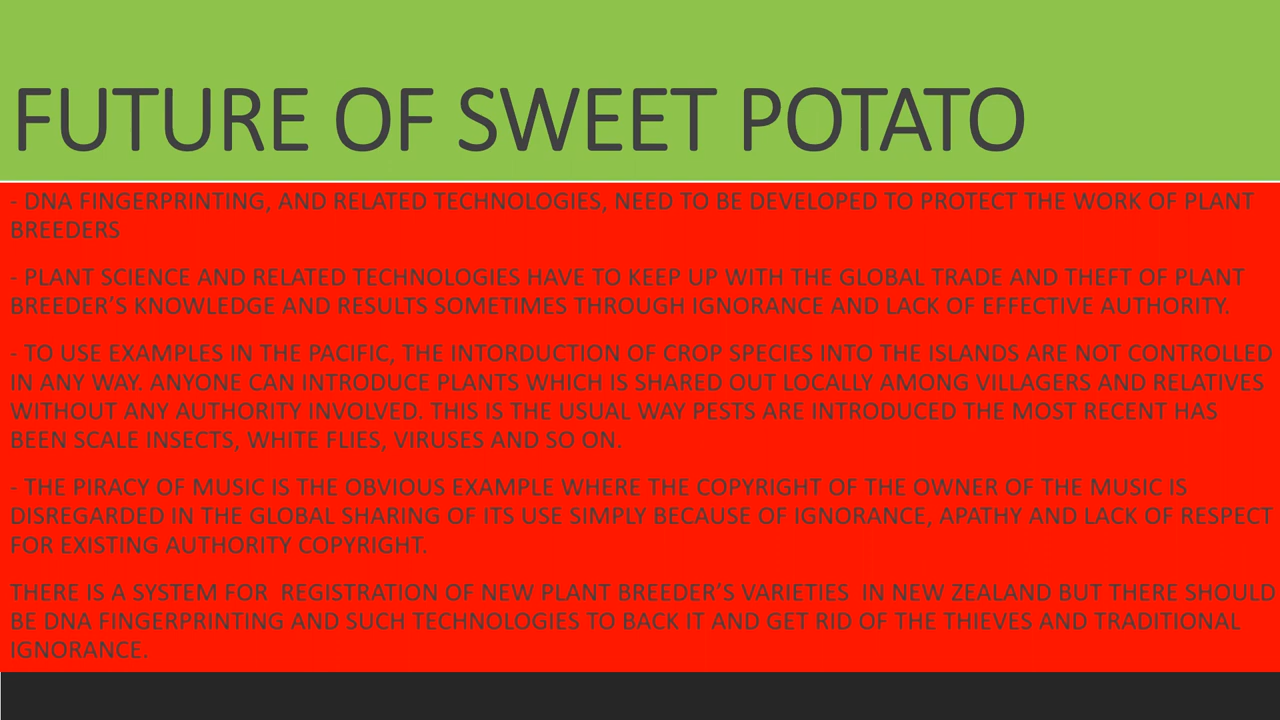 FUTURE OF SWEET POTATO
- DNA FINGERPRINTING, AND RELATED TECHNOLOGIES, NEED TO BE DEVELOPED TO PROTECT THE WORK OF PLANT
BREEDERS
- PLANT SCIENCE AND RELATED TECHNOLOGIES HAVE TO KEEP UP WITH THE GLOBAL TRADE AND THEFT OF PLANT
BREEDER'S KNOWLEDGE AND RESULTS SOMETIMES THROUGH IGNORANCE AND LACK OF EFFECTIVE AUTHORITY.
- TO USE EXAMPLES IN THE PACIFIC, THE INTORDUCTION OF CROP SPECIES INTO THE ISLANDS ARE NOT CONTROLLED
IN ANY WAY. ANYONE CAN INTRODUCE PLANTS WHICH IS SHARED OUT LOCALLY AMONG VILLAGERS AND RELATIVES
WITHOUT ANY AUTHORITY INVOLVED. THIS IS THE USUAL WAY PESTS ARE INTRODUCED THE MOST RECENT HAS
BEEN SCALE INSECTS, WHITE FLIES, VIRUSES AND SO ON.
- THE PIRACY OF MUSIC IS THE OBVIOUS EXAMPLE WHERE THE COPYRIGHT OF THE OWNER OF THE MUSIC IS
DISREGARDED IN THE GLOBAL SHARING OF ITS USE SIMPLY BECAUSE OF IGNORANCE, APATHY AND LACK OF RESPECT
FOR EXISTING AUTHORITY COPYRIGHT.
THERE IS A SYSTEM FOR  REGISTRATION OF NEW PLANT BREEDER'S VARIETIES  IN NEW ZEALAND BUT THERE SHOULD
BE DNA FINGERPRINTING AND SUCH TECHNOLOGIES TO BACK IT AND GET RID OF THE THIEVES AND TRADITIONAL
IGNORANCE.